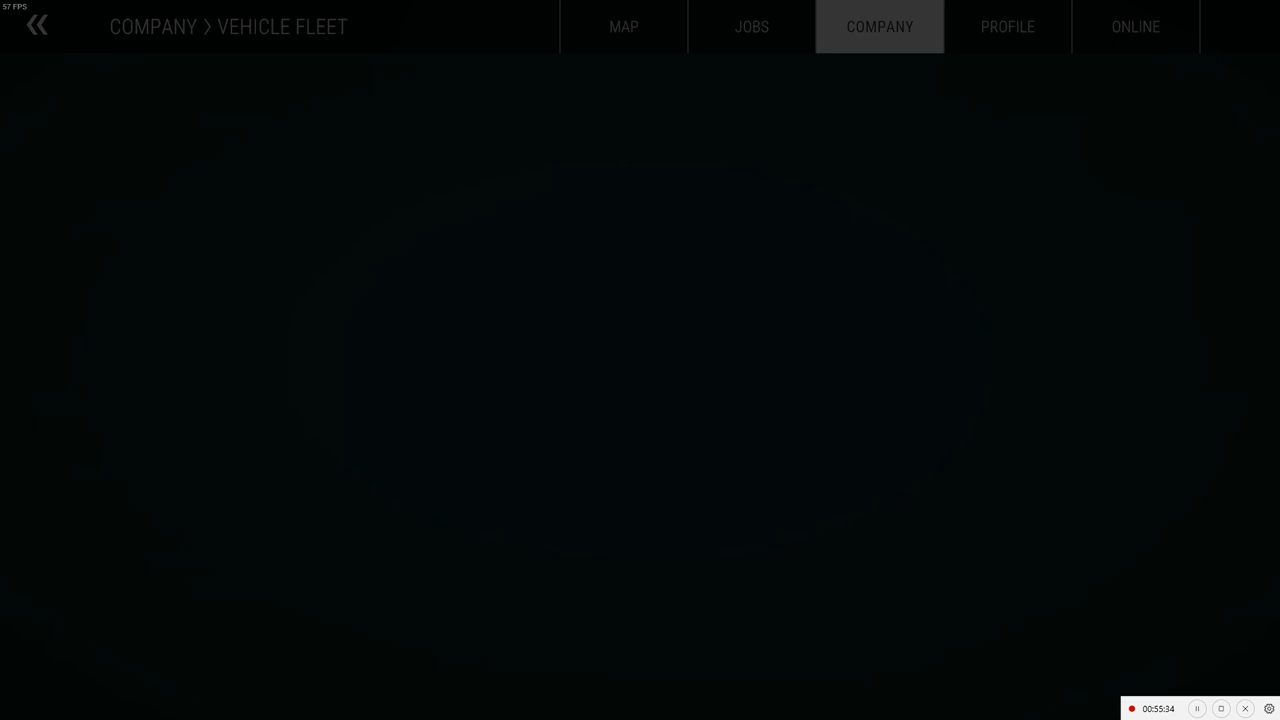 57 FPS
COMPANY > VEHICLE FLEET
MAP
JOBS
COMPANY
PROFILE
ONLINE
00:55:34